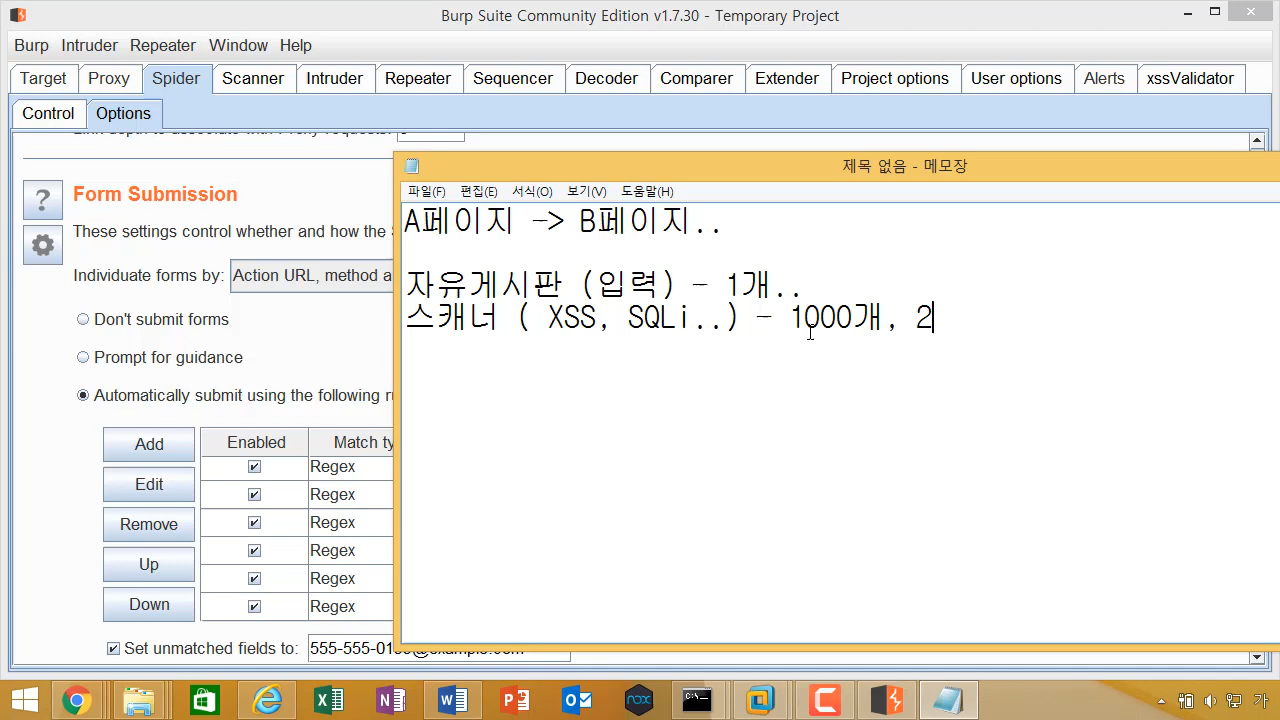 Burp Suite Community Edition v1.7.30 - Temporary Project
Burp Intruder Repeater Window Help
Target Proxy Spider Scanner Intruder Repeater Sequencer Decoder Comparer Extender Project options User options Alerts xssValidator
Control Options
제목 없음 - 메모장
파일(F) 편집(E) 서식(O) 보기(V) 도움말(H)
A페이지 -> B페이지..
자유게시판 (입력) - 1개..
스캐너 ( XSS, SQLi..) - 1000개, 2
Form Submission
These settings control whether and how the
Individuate forms by: Action URL, method a
Don't submit forms
Prompt for guidance
Automatically submit using the following
Add
Edit
Remove
Up
Down
Enabled Match
Regex
Regex
Regex
Regex
Regex
Regex
Set unmatched fields to:
가